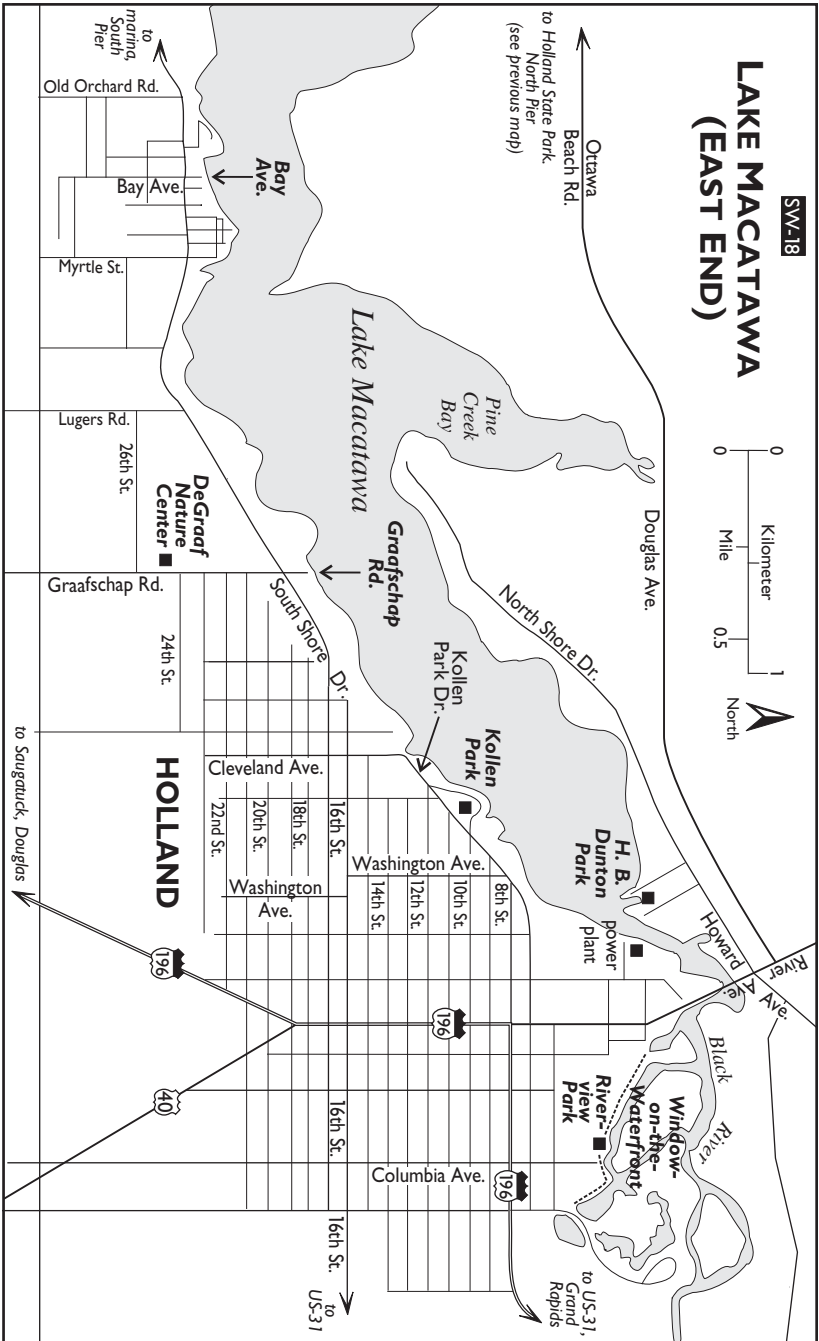 SW-18
LAKE MACATAWA
(EAST END)
0
Kilometer
1
0
Mile
0.5
North
Ottawa
Beach Rd.
to Holland State Park.
North Pier
(see previous map)
Douglas Ave.
North Shore Dr.
Pine
Creek
Bay
Lake Macatawa
to
marina,
South
Pier
Old Orchard Rd.
Bay
Ave.
Bay Ave.
Myrtle St.
Lugers Rd.
26th St.
DeGraaf
Nature
Center
Graafschap
Rd.
Graafschap Rd.
24th St.
South Shore
Dr.
Kollen
Park Dr.
Kollen
Park
H. B.
Dunton
Park
power
plant
Howard
Ave.
River
Ave.
Black
River
Window-
on-the-
Waterfront
River-
view
Park
HOLLAND
Cleveland Ave.
22nd St.
20th St.
18th St.
16th St.
Washington Ave.
Washington
Ave.
14th St.
12th St.
10th St.
8th St.
196
196
196
40
16th St.
Columbia Ave.
16th St.
to
US-31
to US-31,
Grand
Rapids
to Saugatuck, Douglas